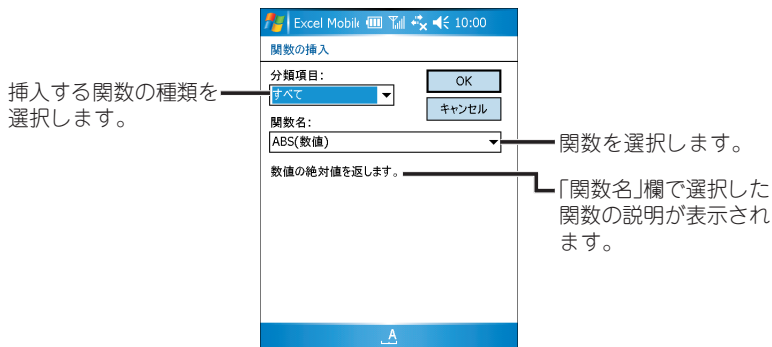 Excel Mobile 10:00
関数の挿入
分類項目:
すべて
OK
キャンセル
関数名:
ABS(数値)
数値の絶対値を返します。
A
挿入する関数の種類を
選択します。
関数を選択します。
「関数名」欄で選択した
関数の説明が表示され
ます。